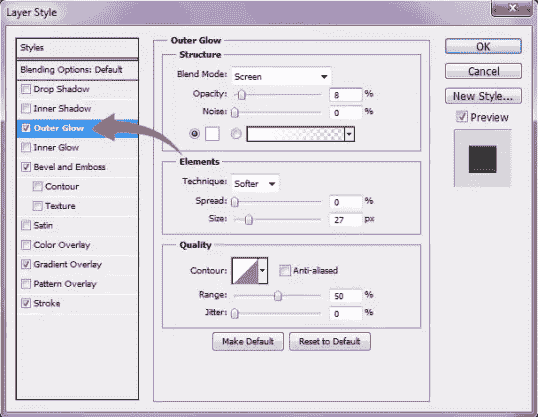 Layer Style
Styles
Blending Options: Default
Drop Shadow
Inner Shadow
Outer Glow
Inner Glow
Bevel and Emboss
Contour
Texture
Satin
Color Overlay
Gradient Overlay
Pattern Overlay
Stroke
Outer Glow
Structure
Blend Mode: Screen
Opacity: 8 %
Noise: 0 %
Elements
Technique: Softer
Spread: 0 %
Size: 27 px
Quality
Contour: Anti-aliased
Range: 50 %
Jitter: 0 %
Make Default Reset to Default
OK
Cancel
New Style...
Preview